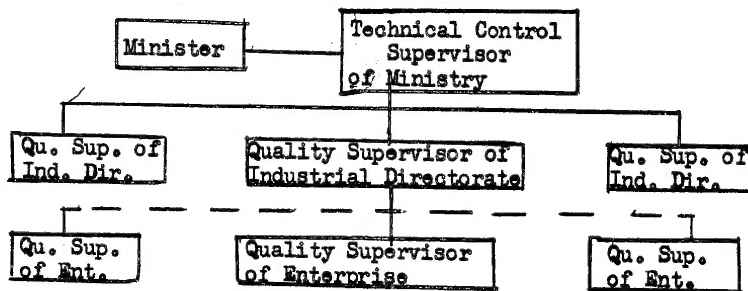 Minister
Technical Control
Supervisor
of Ministry
Qu. Sup. of
Ind. Dir.
Quality Supervisor of
Industrial Directorate
Qu. Sup. of
Ind. Dir.
Qu. Sup.
of Ent.
Quality Supervisor
of Enterprise
Qu. Sup.
of Ent.